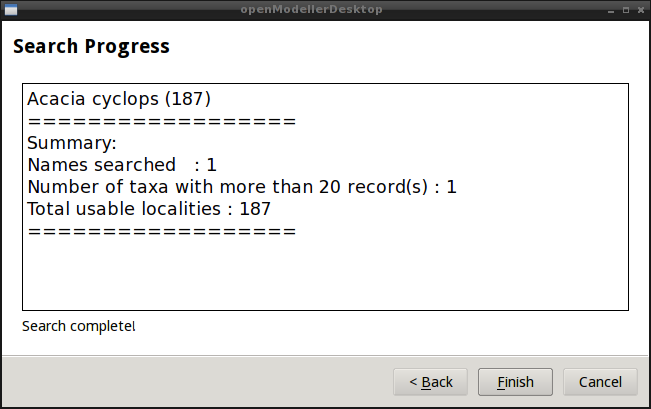 openModellerDesktop
Search Progress
Acacia cyclops (187)
==================
Summary:
Names searched   : 1
Number of taxa with more than 20 record(s) : 1
Total usable localities : 187
==================
Search complete!
< Back
Finish
Cancel